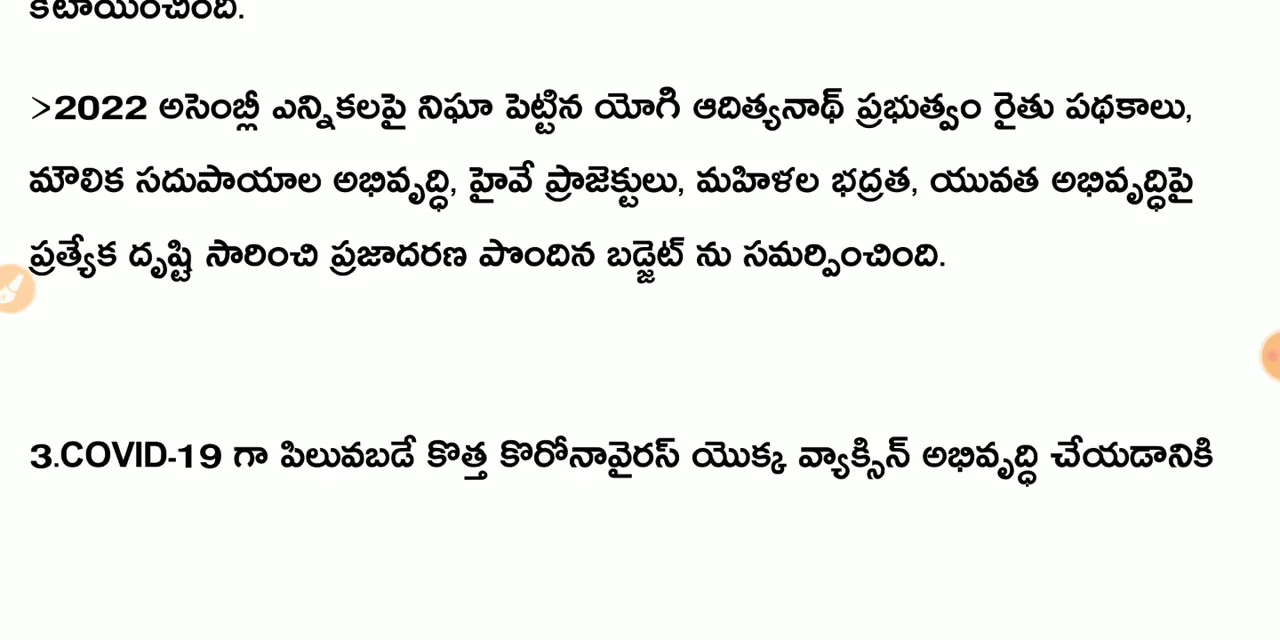 కేటాయించింది.
>2022 అసెంబ్లీ ఎన్నికలపై నిఘా పెట్టిన యోగి ఆదిత్యనాథ్ ప్రభుత్వం రైతు పథకాలు,
మౌలిక సదుపాయాల అభివృద్ధి, హైవే ప్రాజెక్టులు, మహిళల భద్రత, యువత అభివృద్ధిపై
ప్రత్యేక దృష్టి సారించి ప్రజాదరణ పొందిన బడ్జెట్ ను సమర్పించింది.
3.COVID-19 గా పిలువబడే కొత్త కొరోనావైరస్ యొక్క వ్యాక్సిన్ అభివృద్ధి చేయడానికి